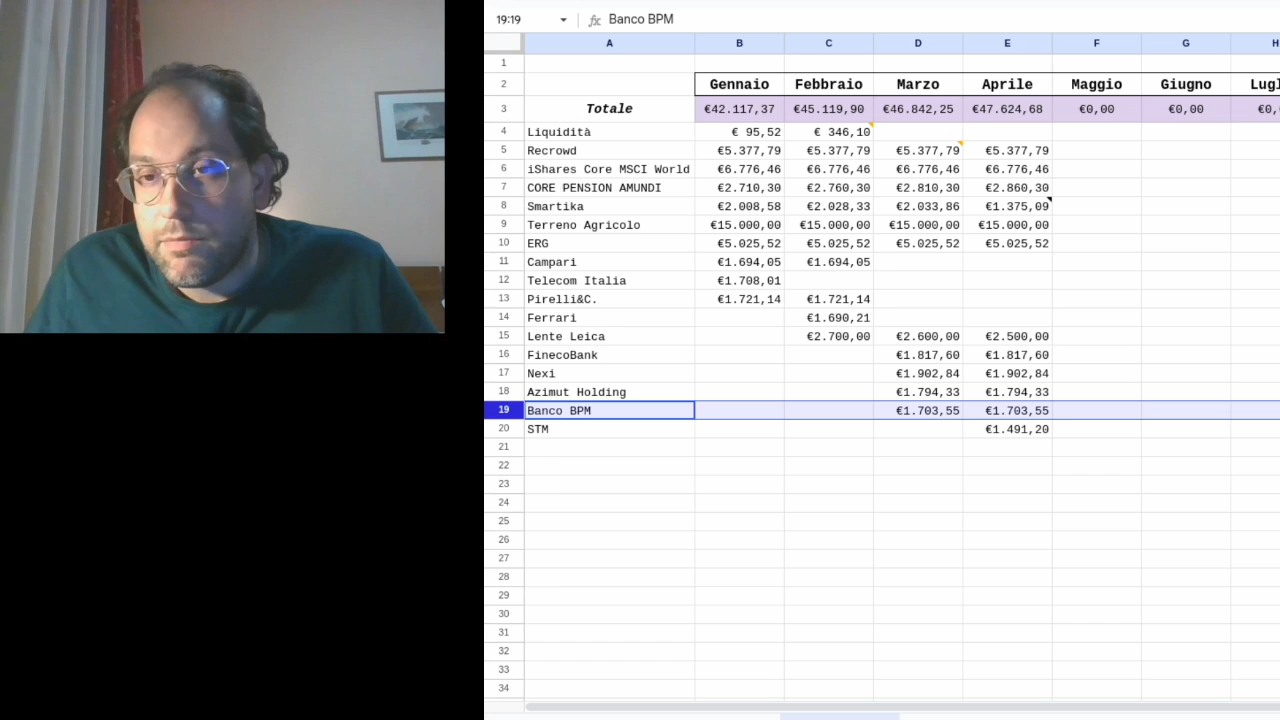 19:19 fx Banco BPM
A B C D E F G H
1
2 Gennaio Febbraio Marzo Aprile Maggio Giugno
3 Totale €42.117,37 €45.119,90 €46.842,25 €47.624,68 €0,00 €0,00
4 Liquidità € 95,52 € 346,10
5 Recrowd €5.377,79 €5.377,79 €5.377,79 €5.377,79
6 iShares Core MSCI World €6.776,46 €6.776,46 €6.776,46 €6.776,46
7 CORE PENSION AMUNDI €2.710,30 €2.760,30 €2.810,30 €2.860,30
8 Smartika €2.008,58 €2.028,33 €2.033,86 €1.375,09
9 Terreno Agricolo €15.000,00 €15.000,00 €15.000,00 €15.000,00
10 ERG €5.025,52 €5.025,52 €5.025,52 €5.025,52
11 Campari €1.694,05 €1.694,05
12 Telecom Italia €1.708,01
13 Pirelli&C. €1.721,14 €1.721,14
14 Ferrari €1.690,21
15 Lente Leica €2.700,00 €2.600,00 €2.500,00
16 FinecoBank €1.817,60 €1.817,60
17 Nexi €1.902,84 €1.902,84
18 Azimut Holding €1.794,33 €1.794,33
19 Banco BPM €1.703,55 €1.703,55
20 STM €1.491,20
21
22
23
24
25
26
27
28
29
30
31
32
33
34